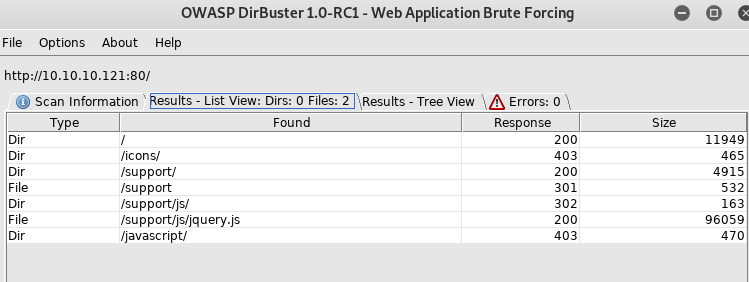 OWASP DirBuster 1.0-RC1 - Web Application Brute Forcing
File Options About Help
http://10.10.10.121:80/
Scan Information Results - List View: Dirs: 0 Files: 2 Results - Tree View Errors: 0
Type Found Response Size
Dir / 200 11949
Dir /icons/ 403 465
Dir /support/ 200 4915
File /support 301 532
Dir /support/js/ 302 163
File /support/js/jquery.js 200 96059
Dir /javascript/ 403 470